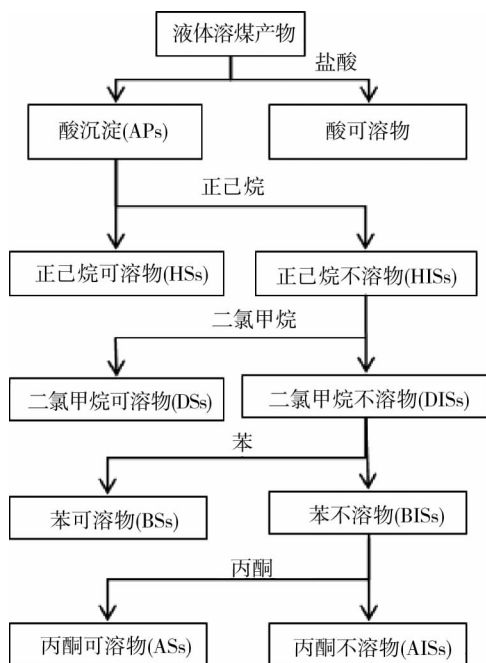 液体溶煤产物
盐酸
酸沉淀(APs)
酸可溶物
正己烷
正己烷可溶物(HSs)
正己烷不溶物(HISs)
二氯甲烷
二氯甲烷可溶物(DSs)
二氯甲烷不溶物(DISs)
苯
苯可溶物(BSs)
苯不溶物(BISs)
丙酮
丙酮可溶物(ASs)
丙酮不溶物(AISs)